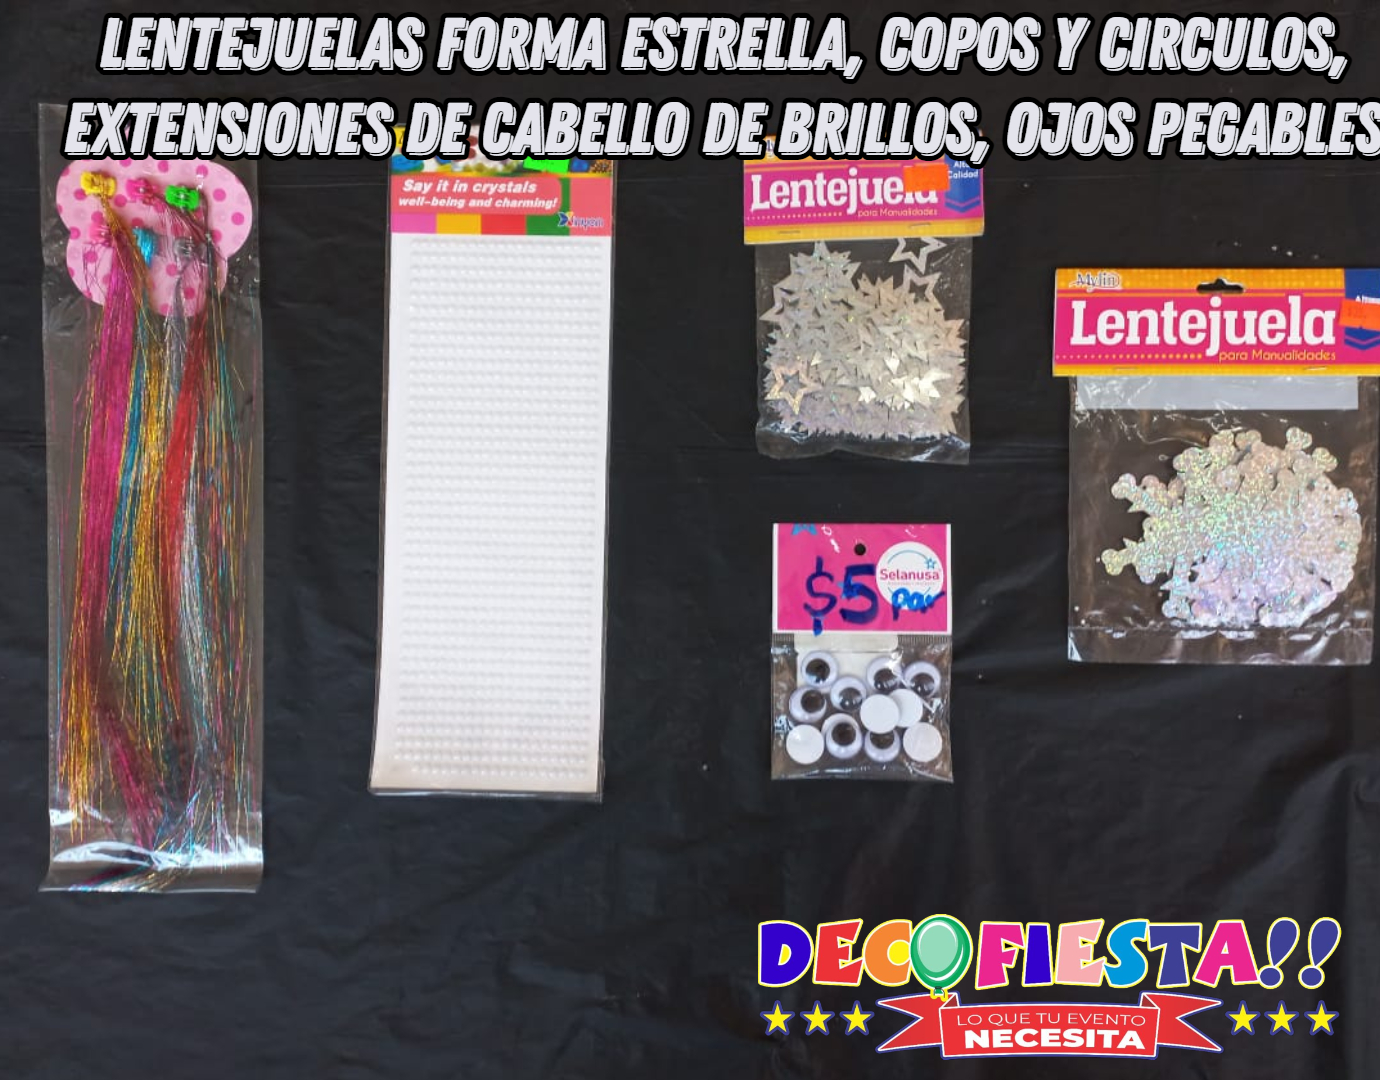 LENTEJUELAS FORMA ESTRELLA, COPOS Y CIRCULOS,
EXTENSIONES DE CABELLO DE BRILLOS, OJOS PEGABLES
Say it in crystals
well-being and charming!
Lentejuela
para Manualidades
Calidad
Mylin
Lentejuela
para Manualidades
Selanusa
$5 par
DECOFIESTA!!
LO QUE TU EVENTO
NECESITA